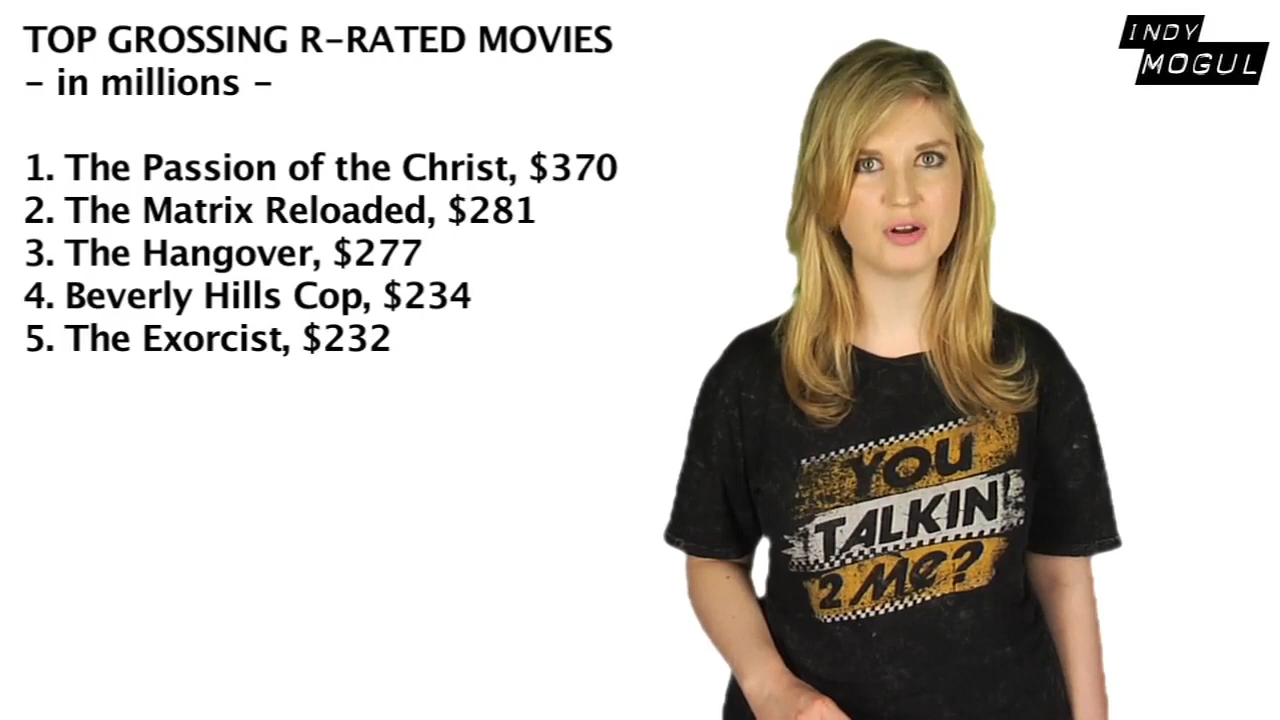 TOP GROSSING R-RATED MOVIES
- in millions -
1. The Passion of the Christ, $370
2. The Matrix Reloaded, $281
3. The Hangover, $277
4. Beverly Hills Cop, $234
5. The Exorcist, $232
INDY
MOGUL
YOU
TALKIN'
2 ME?